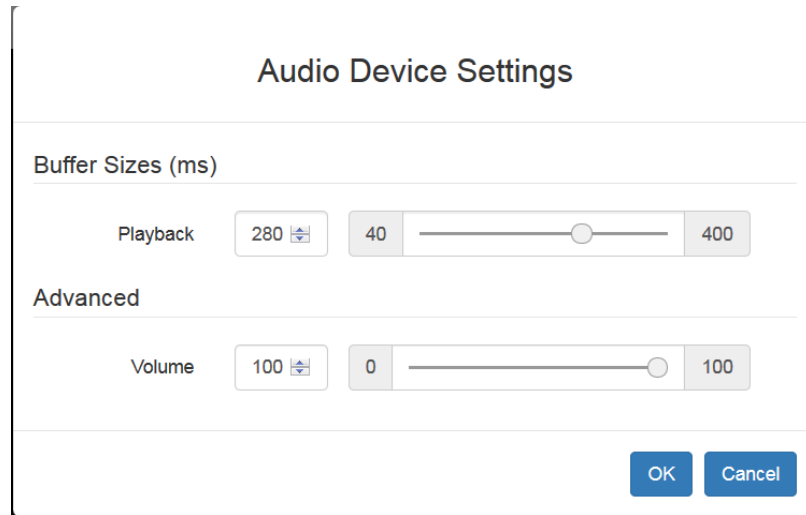 Audio Device Settings
Buffer Sizes (ms)
Playback 280 40 400
Advanced
Volume 100 0 100
OK Cancel